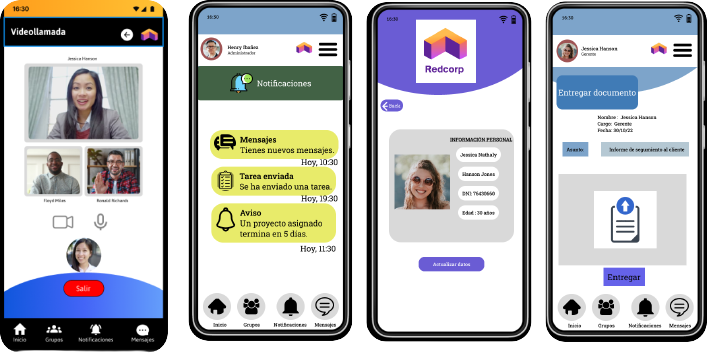 16:30
Videollamada
Jessica Hanson
Floyd Miles
Ronald Richards
Salir
Inicio
Grupos
Notificaciones
Mensajes
16:30
Henry Ibañez
Administrador
Notificaciones
Mensajes
Tienes nuevos mensajes.
Hoy, 10:30
Tarea enviada
Se ha enviado una tarea.
Hoy, 19:30
Aviso
Un proyecto asignado
termina en 5 días.
Hoy, 11:30
Inicio
Grupos
Notificaciones
Mensajes
16:30
Redcorp
Back
INFORMACIÓN PERSONAL
Jessica Nathaly
Hanson Jones
DNI: 76430660
Edad : 30 años
Actualizar datos
16:30
Jessica Hanson
Gerente
Entregar documento
Nombre : Jessica Hanson
Cargo: Gerente
Fecha: 30/10/22
Asunto
Informe de seguimiento al cliente
Entregar
Inicio
Grupos
Notificaciones
Mensajes